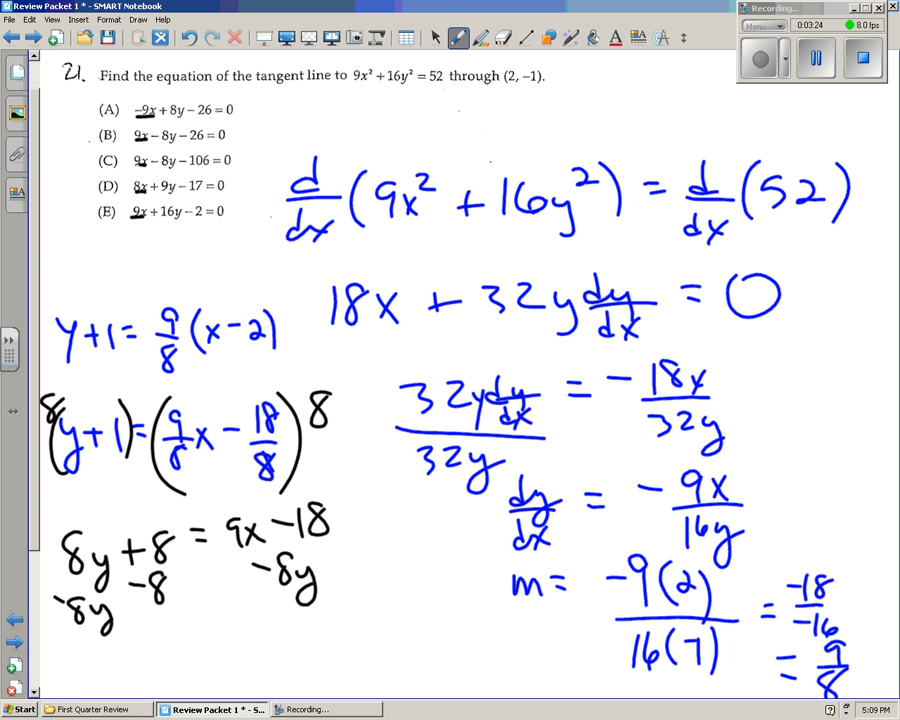 Review Packet 1 * - SMART Notebook
File Edit View Insert Format Draw Help
Recording...
Menu
0:03:24
8.0 fps
21. Find the equation of the tangent line to 9x² + 16y² = 52 through (2, −1).
(A) −9x + 8y − 26 = 0
(B) 9x − 8y − 26 = 0
(C) 9x − 8y − 106 = 0
(D) 8x + 9y − 17 = 0
(E) 9x + 16y − 2 = 0
d/dx (9x² + 16y²) = d/dx (52)
18x + 32y dy/dx = 0
y+1 = 9/8 (x−2)
32y dy/dx / 32y = −18x/32y
8(y+1) = (9/8 x − 18/8) 8
dy/dx = −9x/16y
8y + 8 = 9x − 18
−8y −8 −8y
m = −9(2)/16(7) = −18/−16
= 9/8
Start
First Quarter Review
Review Packet 1 * - S...
Recording...
5:09 PM